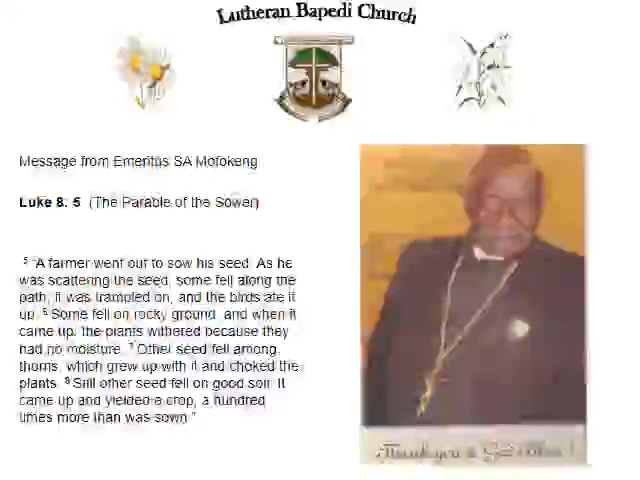 Lutheran Bapedi Church
Message from Emeritus SA Mofokeng
Luke 8: 5 (The Parable of the Sower)
5 "A farmer went out to sow his seed. As he
was scattering the seed, some fell along the
path; it was trampled on, and the birds ate it
up. 6 Some fell on rocky ground, and when it
came up, the plants withered because they
had no moisture. 7 Other seed fell among
thorns, which grew up with it and choked the
plants. 8 Still other seed fell on good soil. It
came up and yielded a crop, a hundred
times more than was sown."
Thank you & God Bless !